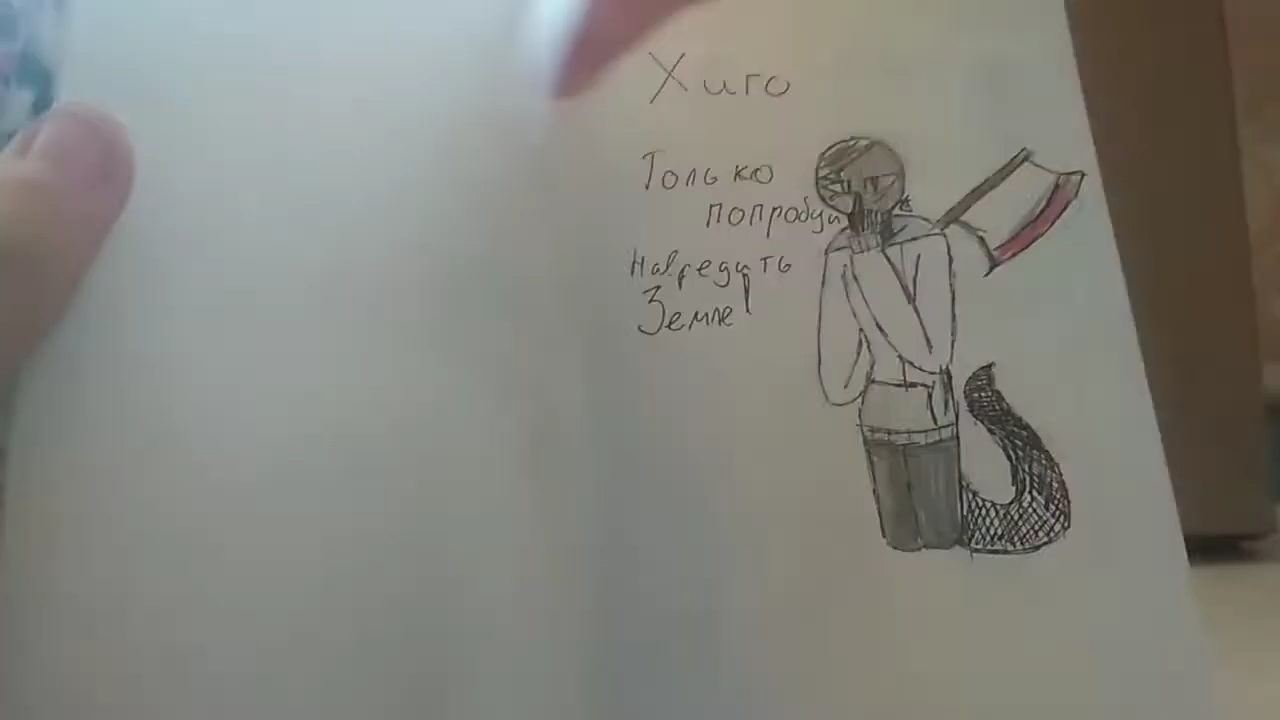 Хиго
Только
попробуй
навредить
Земле!